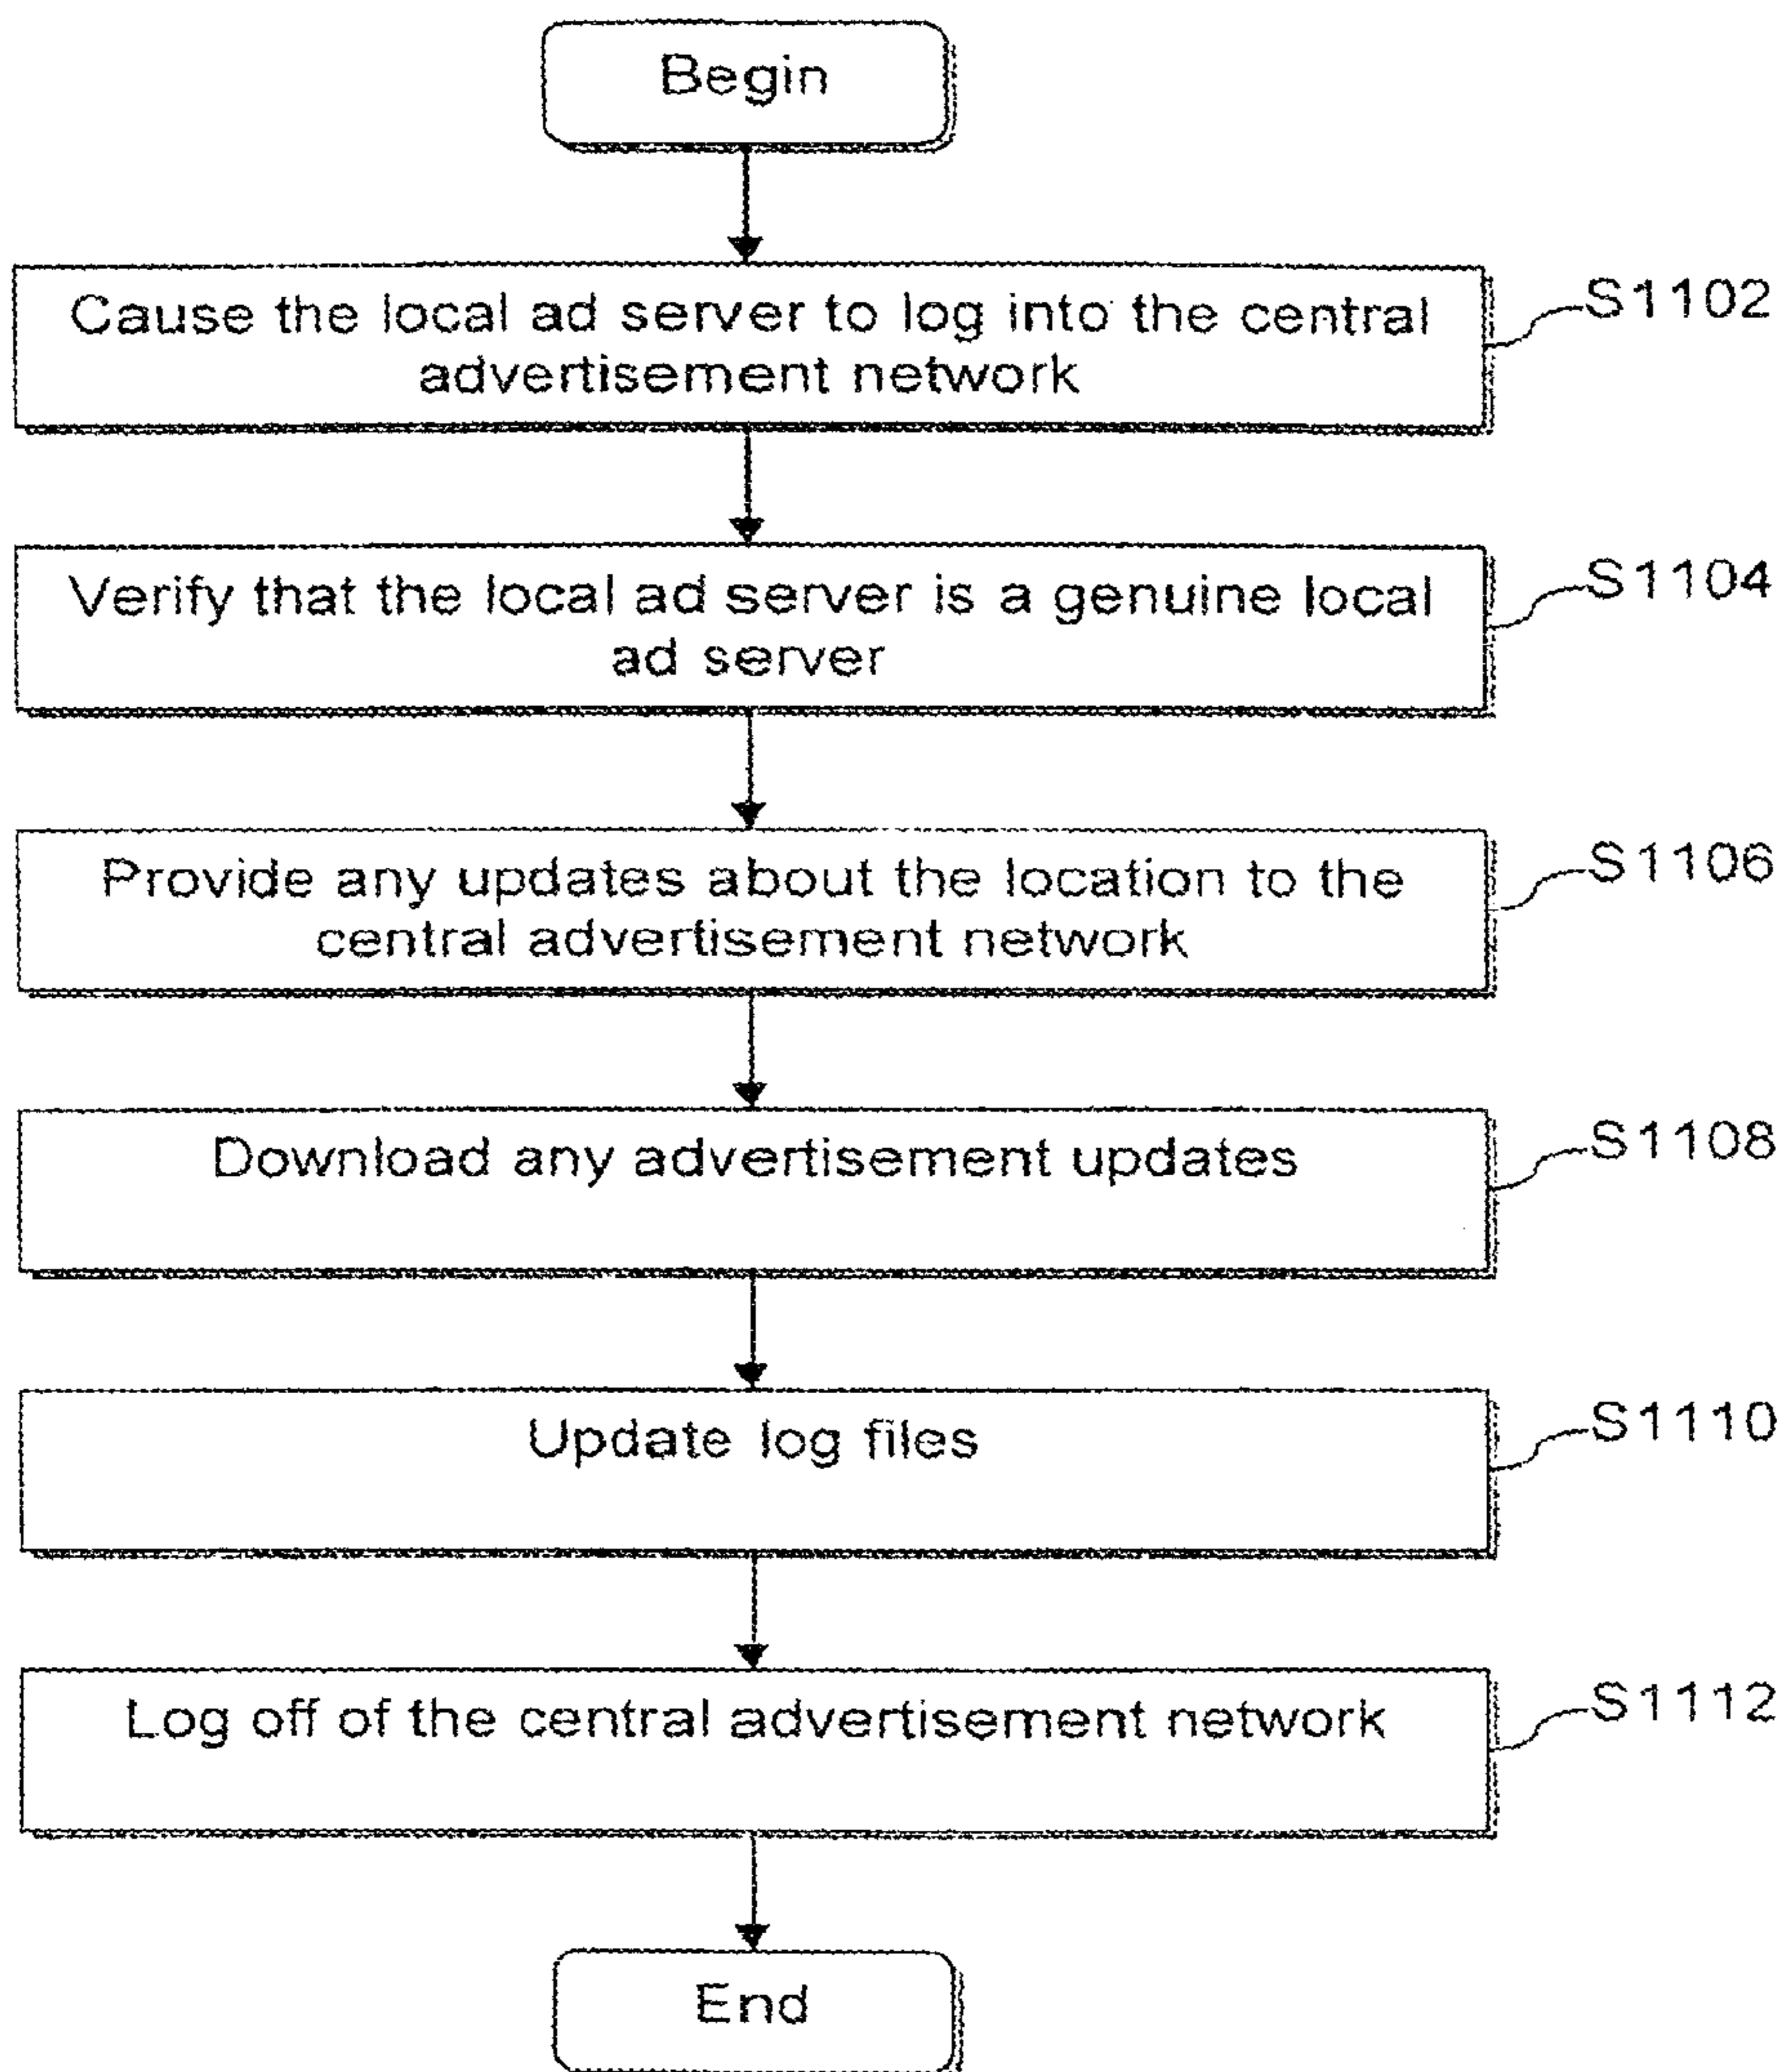 Begin
Cause the local ad server to log into the central
advertisement network
S1102
Verify that the local ad server is a genuine local
ad server
S1104
Provide any updates about the location to the
central advertisement network
S1106
Download any advertisement updates
S1108
Update log files
S1110
Log off of the central advertisement network
S1112
End